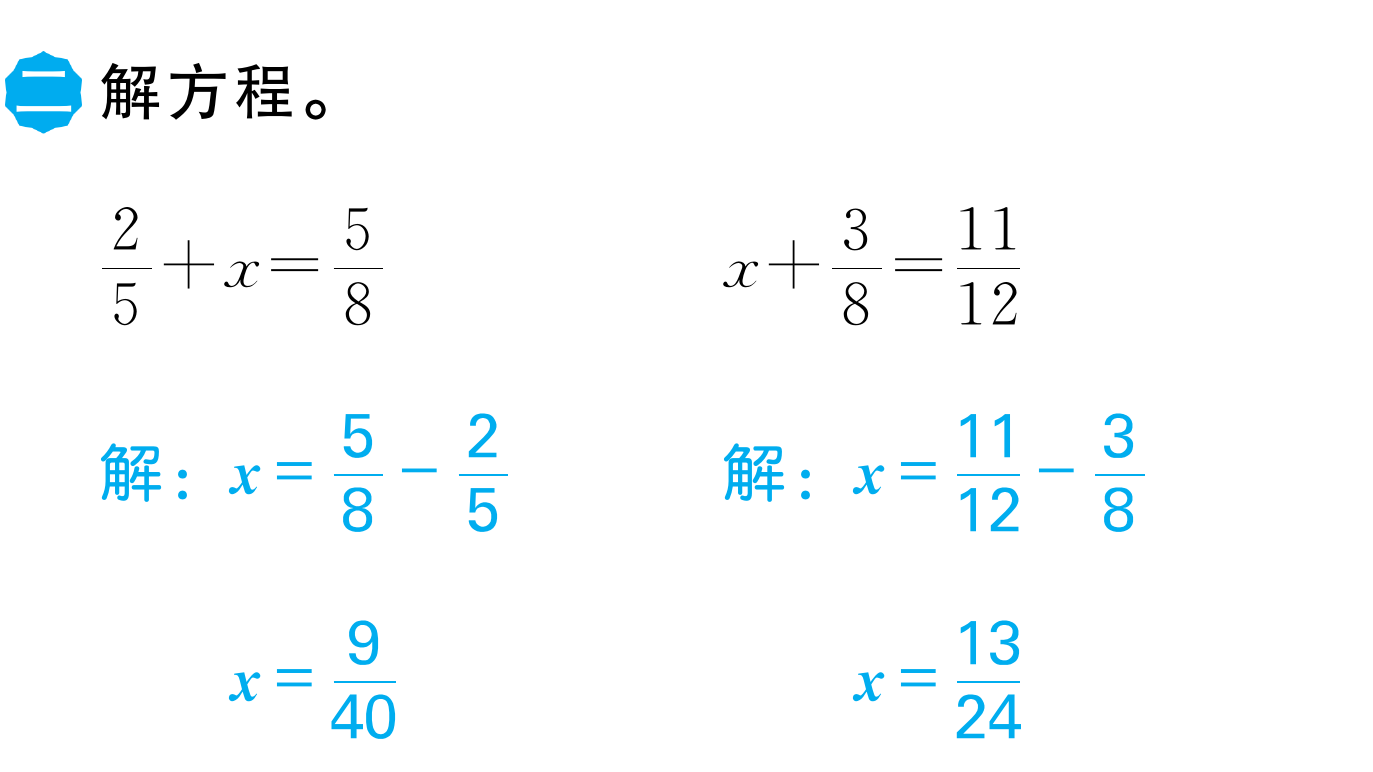 二 解方程。
2/5 + x = 5/8
x + 3/8 = 11/12
解：x = 5/8 − 2/5
解：x = 11/12 − 3/8
x = 9/40
x = 13/24